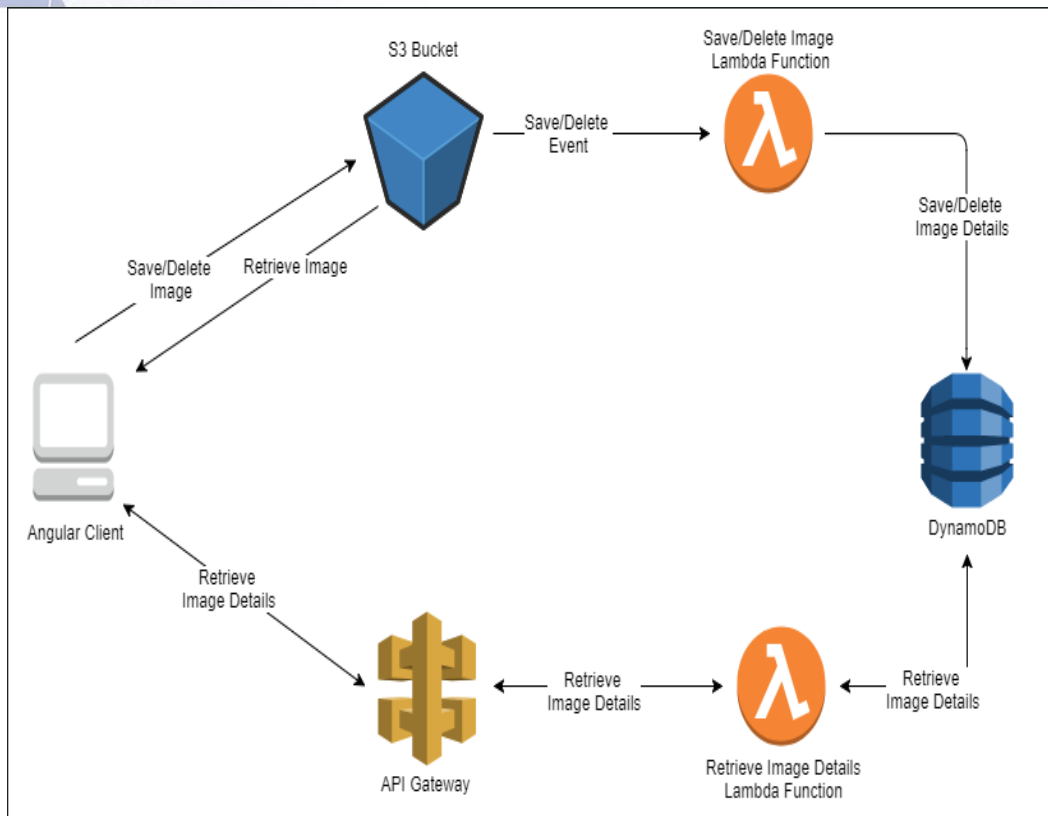 S3 Bucket
Save/Delete Image
Lambda Function
Save/Delete
Event
Save/Delete
Image Details
Save/Delete
Image
Retrieve Image
Angular Client
DynamoDB
Retrieve
Image Details
API Gateway
Retrieve
Image Details
Retrieve
Image Details
Retrieve Image Details
Lambda Function